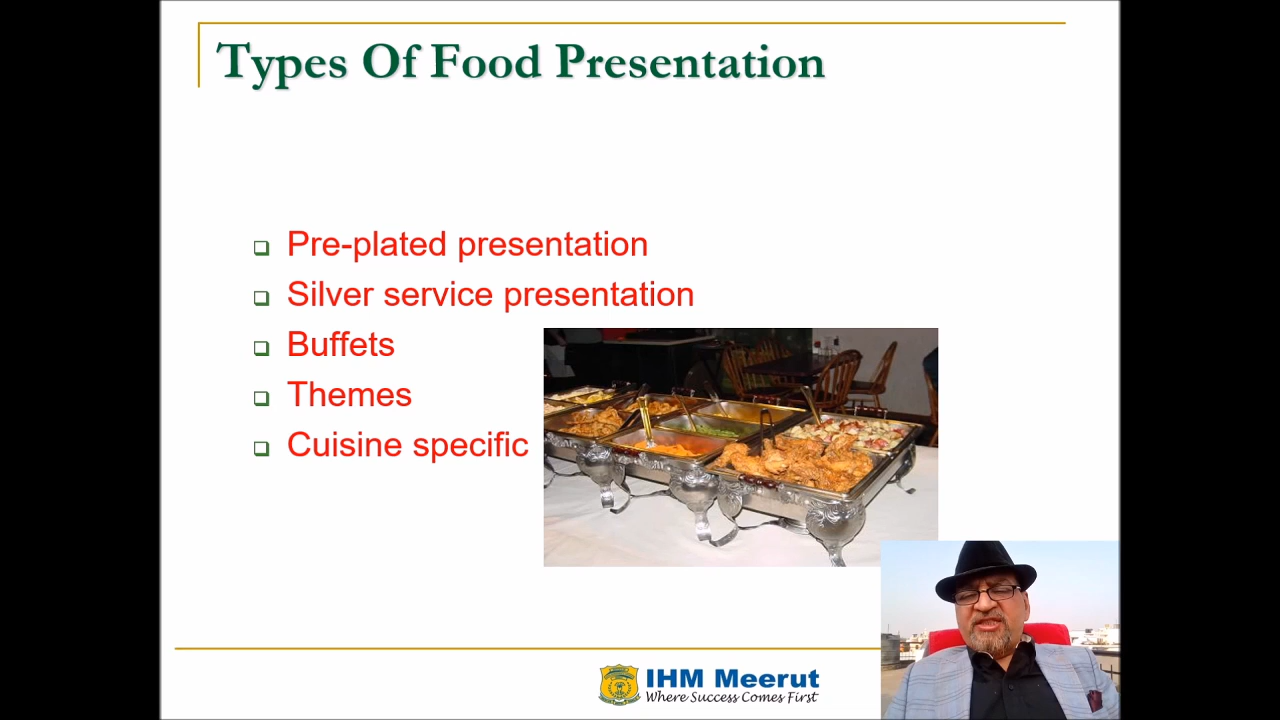 Types Of Food Presentation
Pre-plated presentation
Silver service presentation
Buffets
Themes
Cuisine specific
IHM Meerut
Where Success Comes First